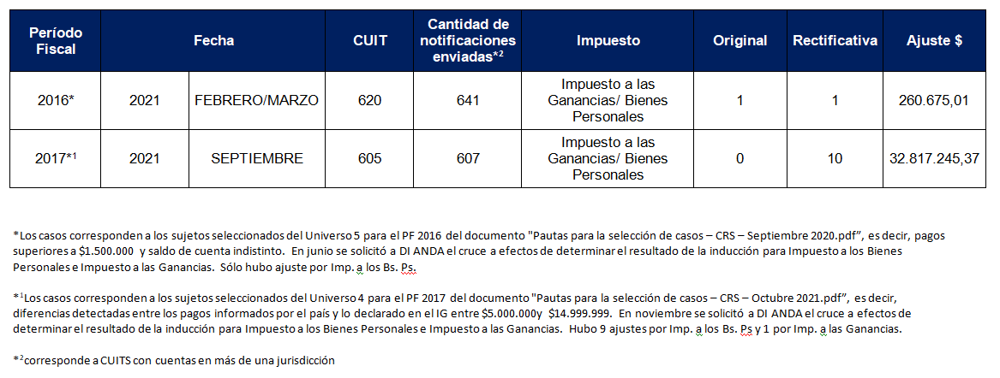 Período Fiscal | Fecha | CUIT | Cantidad de notificaciones enviadas*2 | Impuesto | Original | Rectificativa | Ajuste $
2016* | 2021 | FEBRERO/MARZO | 620 | 641 | Impuesto a las Ganancias/ Bienes Personales | 1 | 1 | 260.675,01
2017*1 | 2021 | SEPTIEMBRE | 605 | 607 | Impuesto a las Ganancias/ Bienes Personales | 0 | 10 | 32.817.245,37
*Los casos corresponden a los sujetos seleccionados del Universo 5 para el PF 2016 del documento "Pautas para la selección de casos – CRS – Septiembre 2020.pdf”, es decir, pagos
superiores a $1.500.000 y saldo de cuenta indistinto. En junio se solicitó a DI ANDA el cruce a efectos de determinar el resultado de la inducción para Impuesto a los Bienes
Personales e Impuesto a las Ganancias. Sólo hubo ajuste por Imp. a los Bs. Ps.
*1Los casos corresponden a los sujetos seleccionados del Universo 4 para el PF 2017 del documento "Pautas para la selección de casos – CRS – Octubre 2021.pdf”, es decir,
diferencias detectadas entre los pagos informados por el país y lo declarado en el IG entre $5.000.000y $14.999.999. En noviembre se solicitó a DI ANDA el cruce a efectos de
determinar el resultado de la inducción para Impuesto a los Bienes Personales e Impuesto a las Ganancias. Hubo 9 ajustes por Imp. a los Bs. Ps y 1 por Imp. a las Ganancias.
*2corresponde a CUITS con cuentas en más de una jurisdicción